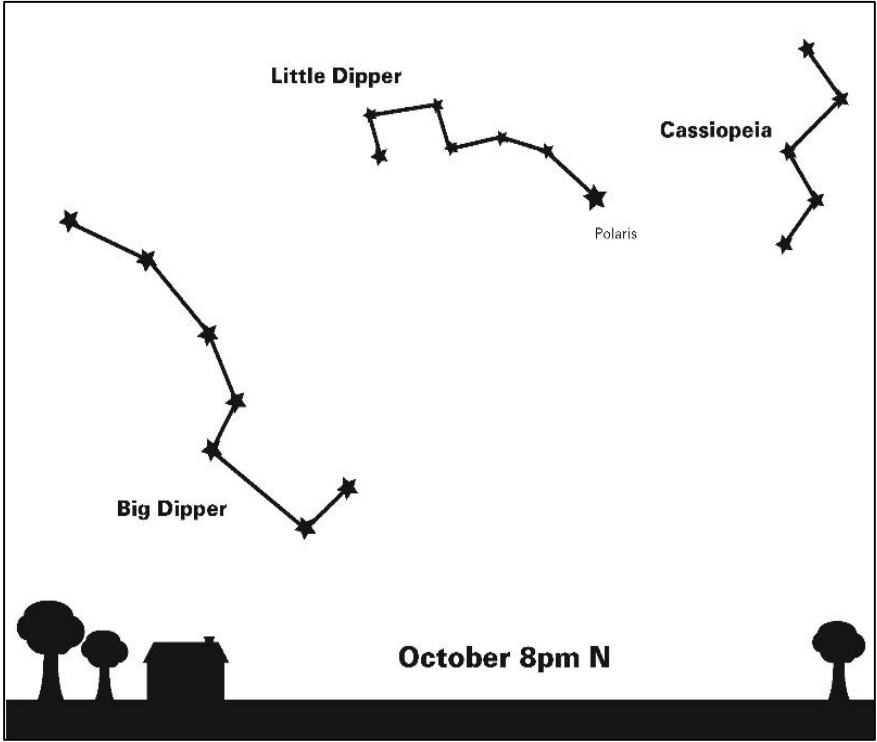 Little Dipper
Cassiopeia
Polaris
Big Dipper
October 8pm N